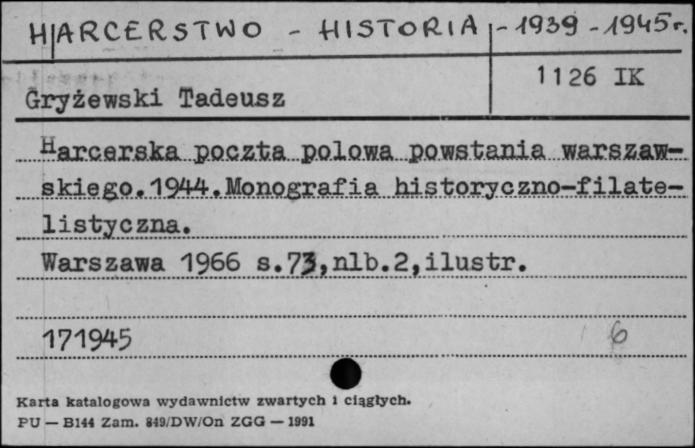 HARCERSTWO - HISTORIA - 1939 - 1945 r.
1126 IK
Gryżewski Tadeusz
Harcerska poczta polowa powstania warszaw-
skiego.1944.Monografia historyczno-filate-
listyczna.
Warszawa 1966 s.73,nlb.2,ilustr.
171945
6
Karta katalogowa wydawnictw zwartych i ciągłych.
PU — B144 Zam. 849/DW/On ZGG — 1991